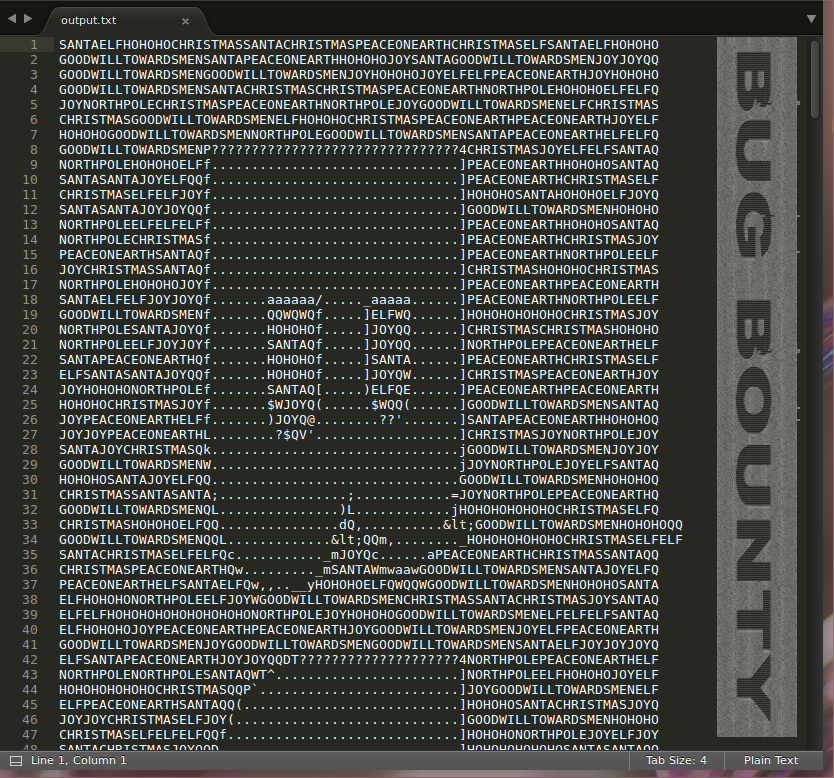 output.txt
1 SANTAELFHOHOHOCHRISTMASSANTACHRISTMASPEACEONEARTHCHRISTMASELFSANTAELFHOHOHO
2 GOODWILLTOWARDSMENSANTAPEACEONEARTHHOHOHOJOYSANTAGOODWILLTOWARDSMENJOYJOYQQ
3 GOODWILLTOWARDSMENGOODWILLTOWARDSMENJOYHOHOHOJOYELFELFPEACEONEARTHJOYHOHOHO
4 GOODWILLTOWARDSMENSANTACHRISTMASCHRISTMASPEACEONEARTHNORTHPOLEHOHOHOELFELFQ
5 JOYNORTHPOLECHRISTMASPEACEONEARTHNORTHPOLEJOYGOODWILLTOWARDSMENELFCHRISTMAS
6 CHRISTMASGOODWILLTOWARDSMENELFHOHOHOCHRISTMASPEACEONEARTHPEACEONEARTHJOYELF
7 HOHOHOGOODWILLTOWARDSMENNORTHPOLEGOODWILLTOWARDSMENSANTAPEACEONEARTHELFELFQ
8 GOODWILLTOWARDSMENP???????????????????????????????4CHRISTMASJOYELFELFSANTAQ
9 NORTHPOLEHOHOHOELFf...............................]PEACEONEARTHHOHOHOSANTAQ
10 SANTASANTAJOYELFQQf...............................]PEACEONEARTHCHRISTMASELF
11 CHRISTMASELFELFJOYf...............................]HOHOHOSANTAHOHOHOELFJOYQ
12 SANTASANTAJOYJOYQQf...............................]GOODWILLTOWARDSMENHOHOHO
13 NORTHPOLEELFELFELFf...............................]PEACEONEARTHHOHOHOSANTAQ
14 NORTHPOLECHRISTMASf...............................]PEACEONEARTHCHRISTMASJOY
15 PEACEONEARTHSANTAQf...............................]PEACEONEARTHNORTHPOLEELF
16 JOYCHRISTMASSANTAQf...............................]CHRISTMASHOHOHOCHRISTMAS
17 NORTHPOLEHOHOHOJOYf...............................]PEACEONEARTHPEACEONEARTH
18 SANTAELFELFJOYJOYQf.......aaaaaa/....._aaaaa......]PEACEONEARTHNORTHPOLEELF
19 GOODWILLTOWARDSMENf.......QQWQWQf.....]ELFWQ......]HOHOHOHOHOHOCHRISTMASJOY
20 NORTHPOLESANTAJOYQf.......HOHOHOf.....]JOYQQ......]CHRISTMASCHRISTMASHOHOHO
21 NORTHPOLEELFJOYJOYf.......SANTAQf.....]JOYQQ......]NORTHPOLEPEACEONEARTHELF
22 SANTAPEACEONEARTHQf.......HOHOHOf.....]SANTA......]PEACEONEARTHCHRISTMASELF
23 ELFSANTASANTAJOYQQf.......HOHOHOf.....]JOYQW......]CHRISTMASPEACEONEARTHJOY
24 JOYHOHOHONORTHPOLEf.......SANTAQ[.....)ELFQE......]PEACEONEARTHPEACEONEARTH
25 HOHOHOCHRISTMASJOYf.......$WJOYQ(......$WQQ(......]GOODWILLTOWARDSMENSANTAQ
26 JOYPEACEONEARTHELFf.......)JOYQ@........??'.......]SANTAPEACEONEARTHHOHOHOQ
27 JOYJOYPEACEONEARTHL........?$QV'..................]CHRISTMASJOYNORTHPOLEJOY
28 SANTAJOYCHRISTMASQk...............................jGOODWILLTOWARDSMENJOYJOY
29 GOODWILLTOWARDSMENW...............................jJOYNORTHPOLEJOYELFSANTAQ
30 HOHOHOSANTAJOYELFQQ...............................GOODWILLTOWARDSMENHOHOHOQ
31 CHRISTMASSANTASANTA;................;............=JOYNORTHPOLEPEACEONEARTHQ
32 GOODWILLTOWARDSMENQL...............)L............jHOHOHOHOHOHOCHRISTMASELFQ
33 CHRISTMASHOHOHOELFQQ...............dQ,..........&lt;GOODWILLTOWARDSMENHOHOHOQQ
34 GOODWILLTOWARDSMENQQL.............&lt;QQm,........_HOHOHOHOHOHOCHRISTMASELFELF
35 SANTACHRISTMASELFELFQc..........._mJOYQc......aPEACEONEARTHCHRISTMASSANTAQQ
36 CHRISTMASPEACEONEARTHQw........._mSANTAWmwaawGOODWILLTOWARDSMENSANTAJOYELFQ
37 PEACEONEARTHELFSANTAELFQw,,..__yHOHOHOELFQWQQWGOODWILLTOWARDSMENHOHOHOSANTA
38 ELFHOHOHONORTHPOLEELFJOYWGOODWILLTOWARDSMENCHRISTMASSANTACHRISTMASJOYSANTAQ
39 ELFELFHOHOHOHOHOHOHOHOHONORTHPOLEJOYHOHOHOGOODWILLTOWARDSMENELFELFELFSANTAQ
40 ELFHOHOHOJOYPEACEONEARTHPEACEONEARTHJOYGOODWILLTOWARDSMENJOYELFPEACEONEARTH
41 GOODWILLTOWARDSMENJOYGOODWILLTOWARDSMENGOODWILLTOWARDSMENSANTAELFJOYJOYJOYQ
42 ELFSANTAPEACEONEARTHJOYJOYQQDT????????????????????4NORTHPOLEPEACEONEARTHELF
43 NORTHPOLENORTHPOLESANTAQWT^.......................]NORTHPOLEELFHOHOHOJOYELF
44 HOHOHOHOHOHOCHRISTMASQQP`.........................]JOYGOODWILLTOWARDSMENELF
45 ELFPEACEONEARTHSANTAQQ(...........................]HOHOHOSANTACHRISTMASJOYQ
46 JOYJOYCHRISTMASELFJOY(............................]GOODWILLTOWARDSMENHOHOHO
47 CHRISTMASELFELFELFQQf.............................]HOHOHONORTHPOLEJOYELFJOY
BUG BOUNTY
Line 1, Column 1
Tab Size: 4
Plain Text